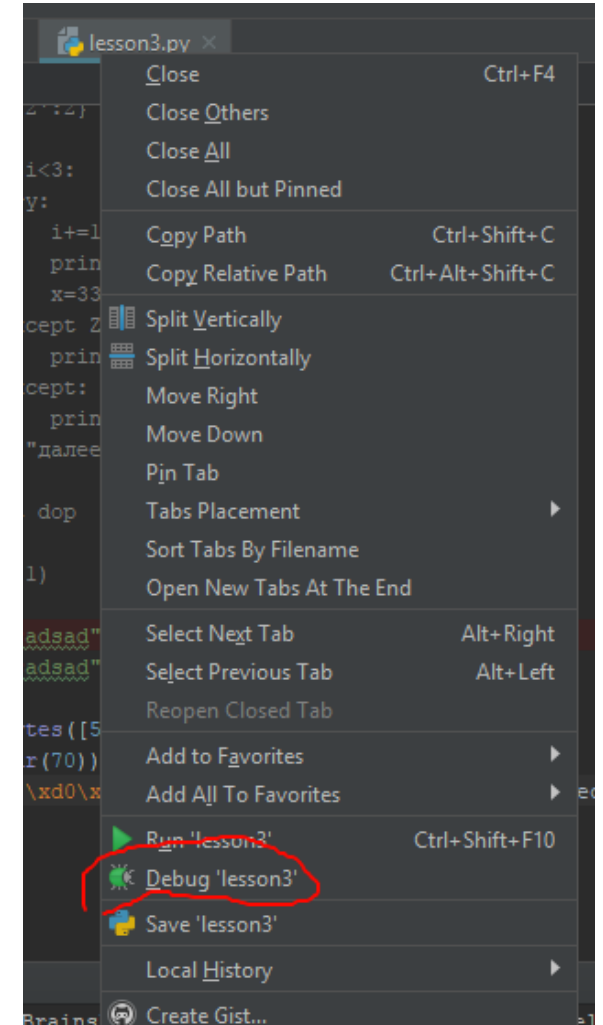 lesson3.py
Close Ctrl+F4
Close Others
Close All
i<3:
Close All but Pinned
y:
i+=1
Copy Path Ctrl+Shift+C
prin
Copy Relative Path Ctrl+Alt+Shift+C
x=33
cept Z
Split Vertically
prin
Split Horizontally
cept:
Move Right
prin
Move Down
"далее
Pin Tab
dop
Tabs Placement
Sort Tabs By Filename
1)
Open New Tabs At The End
adsad"
Select Next Tab Alt+Right
adsad"
Select Previous Tab Alt+Left
Reopen Closed Tab
tes([5
r(70))
Add to Favorites
\xd0\x
Add All To Favorites
Run 'lesson3' Ctrl+Shift+F10
Debug 'lesson3'
Save 'lesson3'
Local History
Brains
Create Gist...